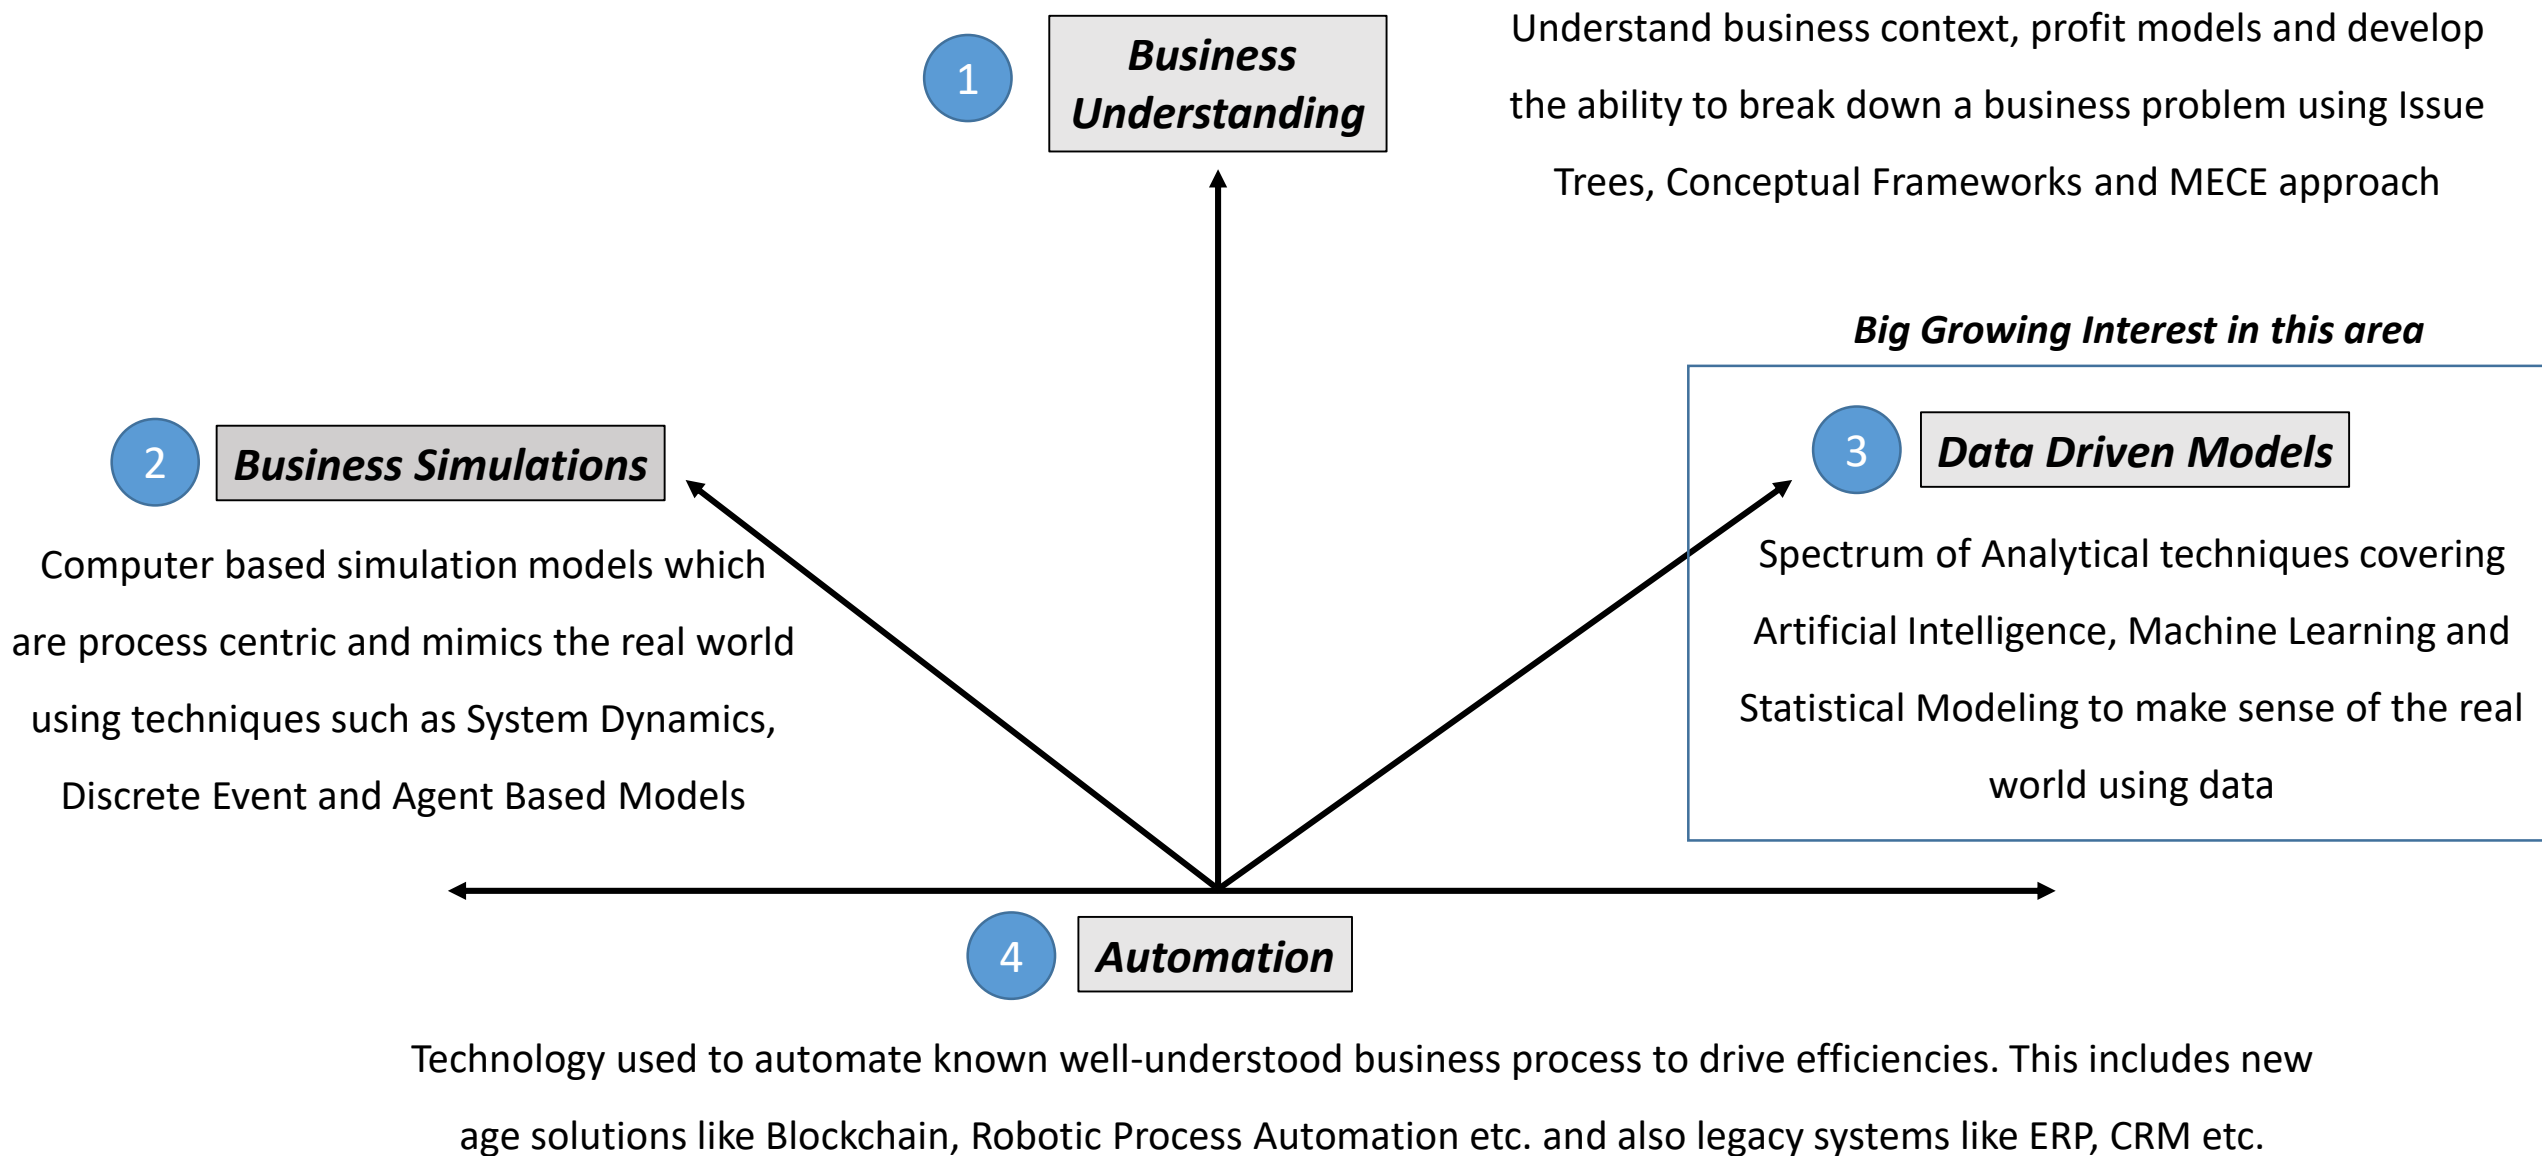 1
Business
Understanding
Understand business context, profit models and develop
the ability to break down a business problem using Issue
Trees, Conceptual Frameworks and MECE approach
Big Growing Interest in this area
2
Business Simulations
Computer based simulation models which
are process centric and mimics the real world
using techniques such as System Dynamics,
Discrete Event and Agent Based Models
3
Data Driven Models
Spectrum of Analytical techniques covering
Artificial Intelligence, Machine Learning and
Statistical Modeling to make sense of the real
world using data
4
Automation
Technology used to automate known well-understood business process to drive efficiencies. This includes new
age solutions like Blockchain, Robotic Process Automation etc. and also legacy systems like ERP, CRM etc.